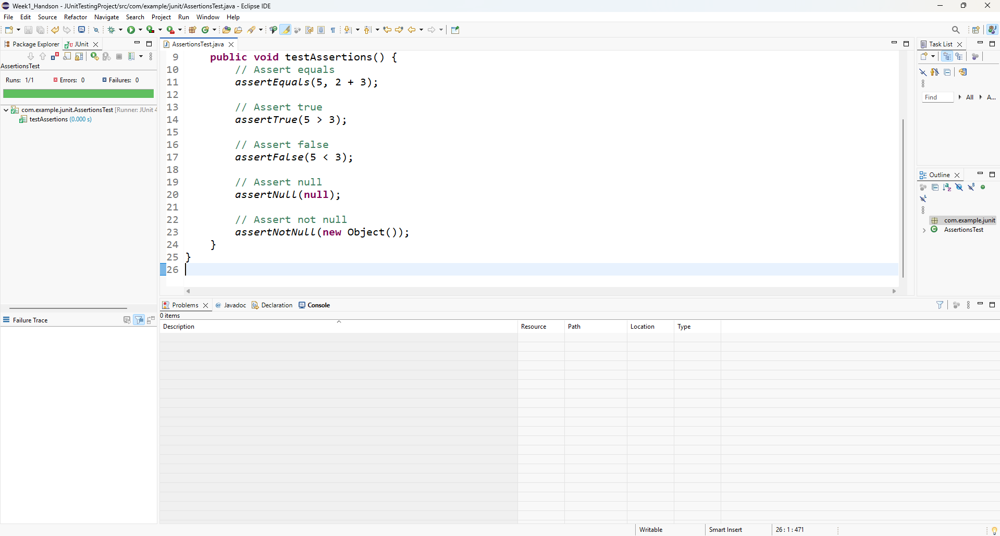 Week1_Handson - JUnitTestingProject/src/com/example/junit/AssertionsTest.java - Eclipse IDE
File Edit Source Refactor Navigate Search Project Run Window Help
Package Explorer JUnit
AssertionsTest.java
Task List
AssertionsTest
Runs: 1/1 Errors: 0 Failures: 0
com.example.junit.AssertionsTest [Runner: JUnit 4
testAssertions (0.000 s)
9 public void testAssertions() {
10 // Assert equals
11 assertEquals(5, 2 + 3);
12
13 // Assert true
14 assertTrue(5 > 3);
15
16 // Assert false
17 assertFalse(5 < 3);
18
19 // Assert null
20 assertNull(null);
21
22 // Assert not null
23 assertNotNull(new Object());
24 }
25 }
26
Find All A...
Outline
com.example.junit
AssertionsTest
Failure Trace
Problems @ Javadoc Declaration Console
0 items
Description Resource Path Location Type
Writable Smart Insert 26 : 1 : 471